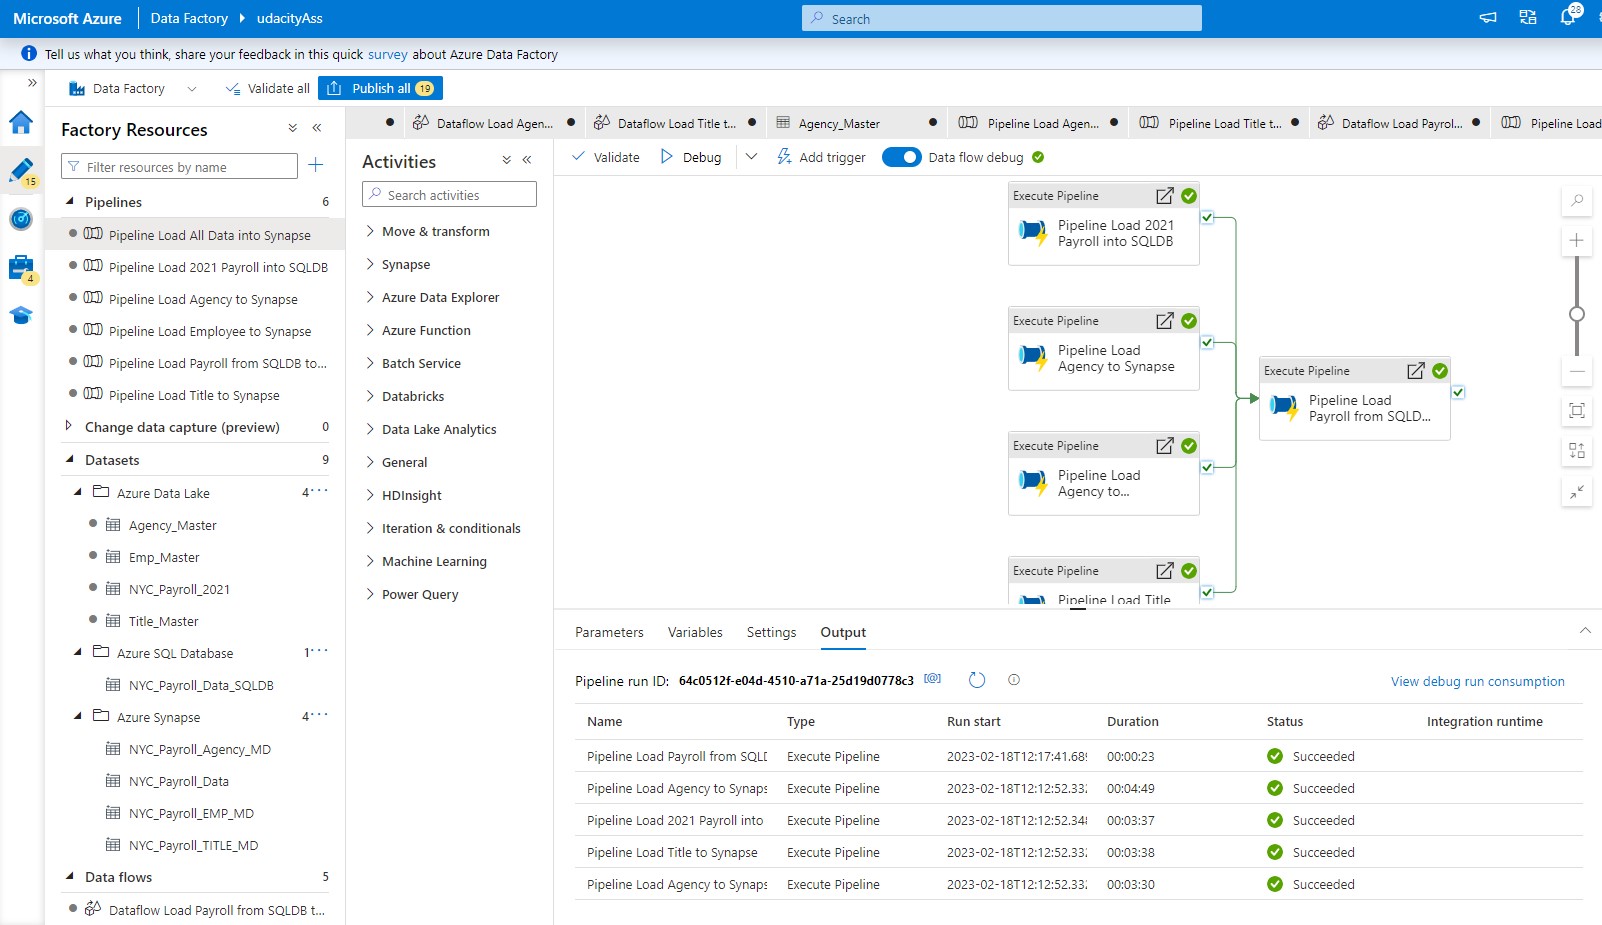 Microsoft Azure
Data Factory
udacityAss
Search
28
Tell us what you think, share your feedback in this quick survey about Azure Data Factory
Data Factory
Validate all
Publish all 19
15
4
Factory Resources
Filter resources by name
Pipelines 6
Pipeline Load All Data into Synapse
Pipeline Load 2021 Payroll into SQLDB
Pipeline Load Agency to Synapse
Pipeline Load Employee to Synapse
Pipeline Load Payroll from SQLDB to...
Pipeline Load Title to Synapse
Change data capture (preview) 0
Datasets 9
Azure Data Lake 4 ...
Agency_Master
Emp_Master
NYC_Payroll_2021
Title_Master
Azure SQL Database 1 ...
NYC_Payroll_Data_SQLDB
Azure Synapse 4 ...
NYC_Payroll_Agency_MD
NYC_Payroll_Data
NYC_Payroll_EMP_MD
NYC_Payroll_TITLE_MD
Data flows 5
Dataflow Load Payroll from SQLDB t...
Dataflow Load Agen...
Dataflow Load Title t...
Agency_Master
Pipeline Load Agen...
Pipeline Load Title t...
Dataflow Load Payrol...
Pipeline Load
Activities
Search activities
Move & transform
Synapse
Azure Data Explorer
Azure Function
Batch Service
Databricks
Data Lake Analytics
General
HDInsight
Iteration & conditionals
Machine Learning
Power Query
Validate
Debug
Add trigger
Data flow debug
Execute Pipeline
Pipeline Load 2021
Payroll into SQLDB
Execute Pipeline
Pipeline Load
Agency to Synapse
Execute Pipeline
Pipeline Load
Agency to...
Execute Pipeline
Pipeline Load Title
Execute Pipeline
Pipeline Load
Payroll from SQLD...
Parameters
Variables
Settings
Output
Pipeline run ID: 64c0512f-e04d-4510-a71a-25d19d0778c3 [@]
View debug run consumption
Name Type Run start Duration Status Integration runtime
Pipeline Load Payroll from SQLD Execute Pipeline 2023-02-18T12:17:41.689 00:00:23 Succeeded
Pipeline Load Agency to Synaps Execute Pipeline 2023-02-18T12:12:52.332 00:04:49 Succeeded
Pipeline Load 2021 Payroll into Execute Pipeline 2023-02-18T12:12:52.348 00:03:37 Succeeded
Pipeline Load Title to Synapse Execute Pipeline 2023-02-18T12:12:52.332 00:03:38 Succeeded
Pipeline Load Agency to Synaps Execute Pipeline 2023-02-18T12:12:52.332 00:03:30 Succeeded